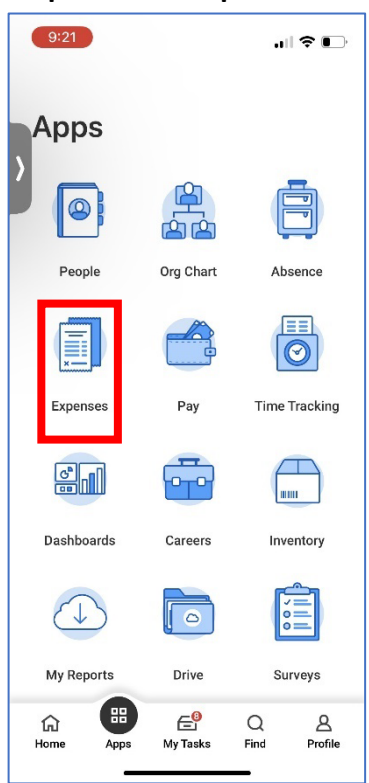 9:21
Apps
People Org Chart Absence
Expenses Pay Time Tracking
Dashboards Careers Inventory
My Reports Drive Surveys
8
Home Apps My Tasks Find Profile